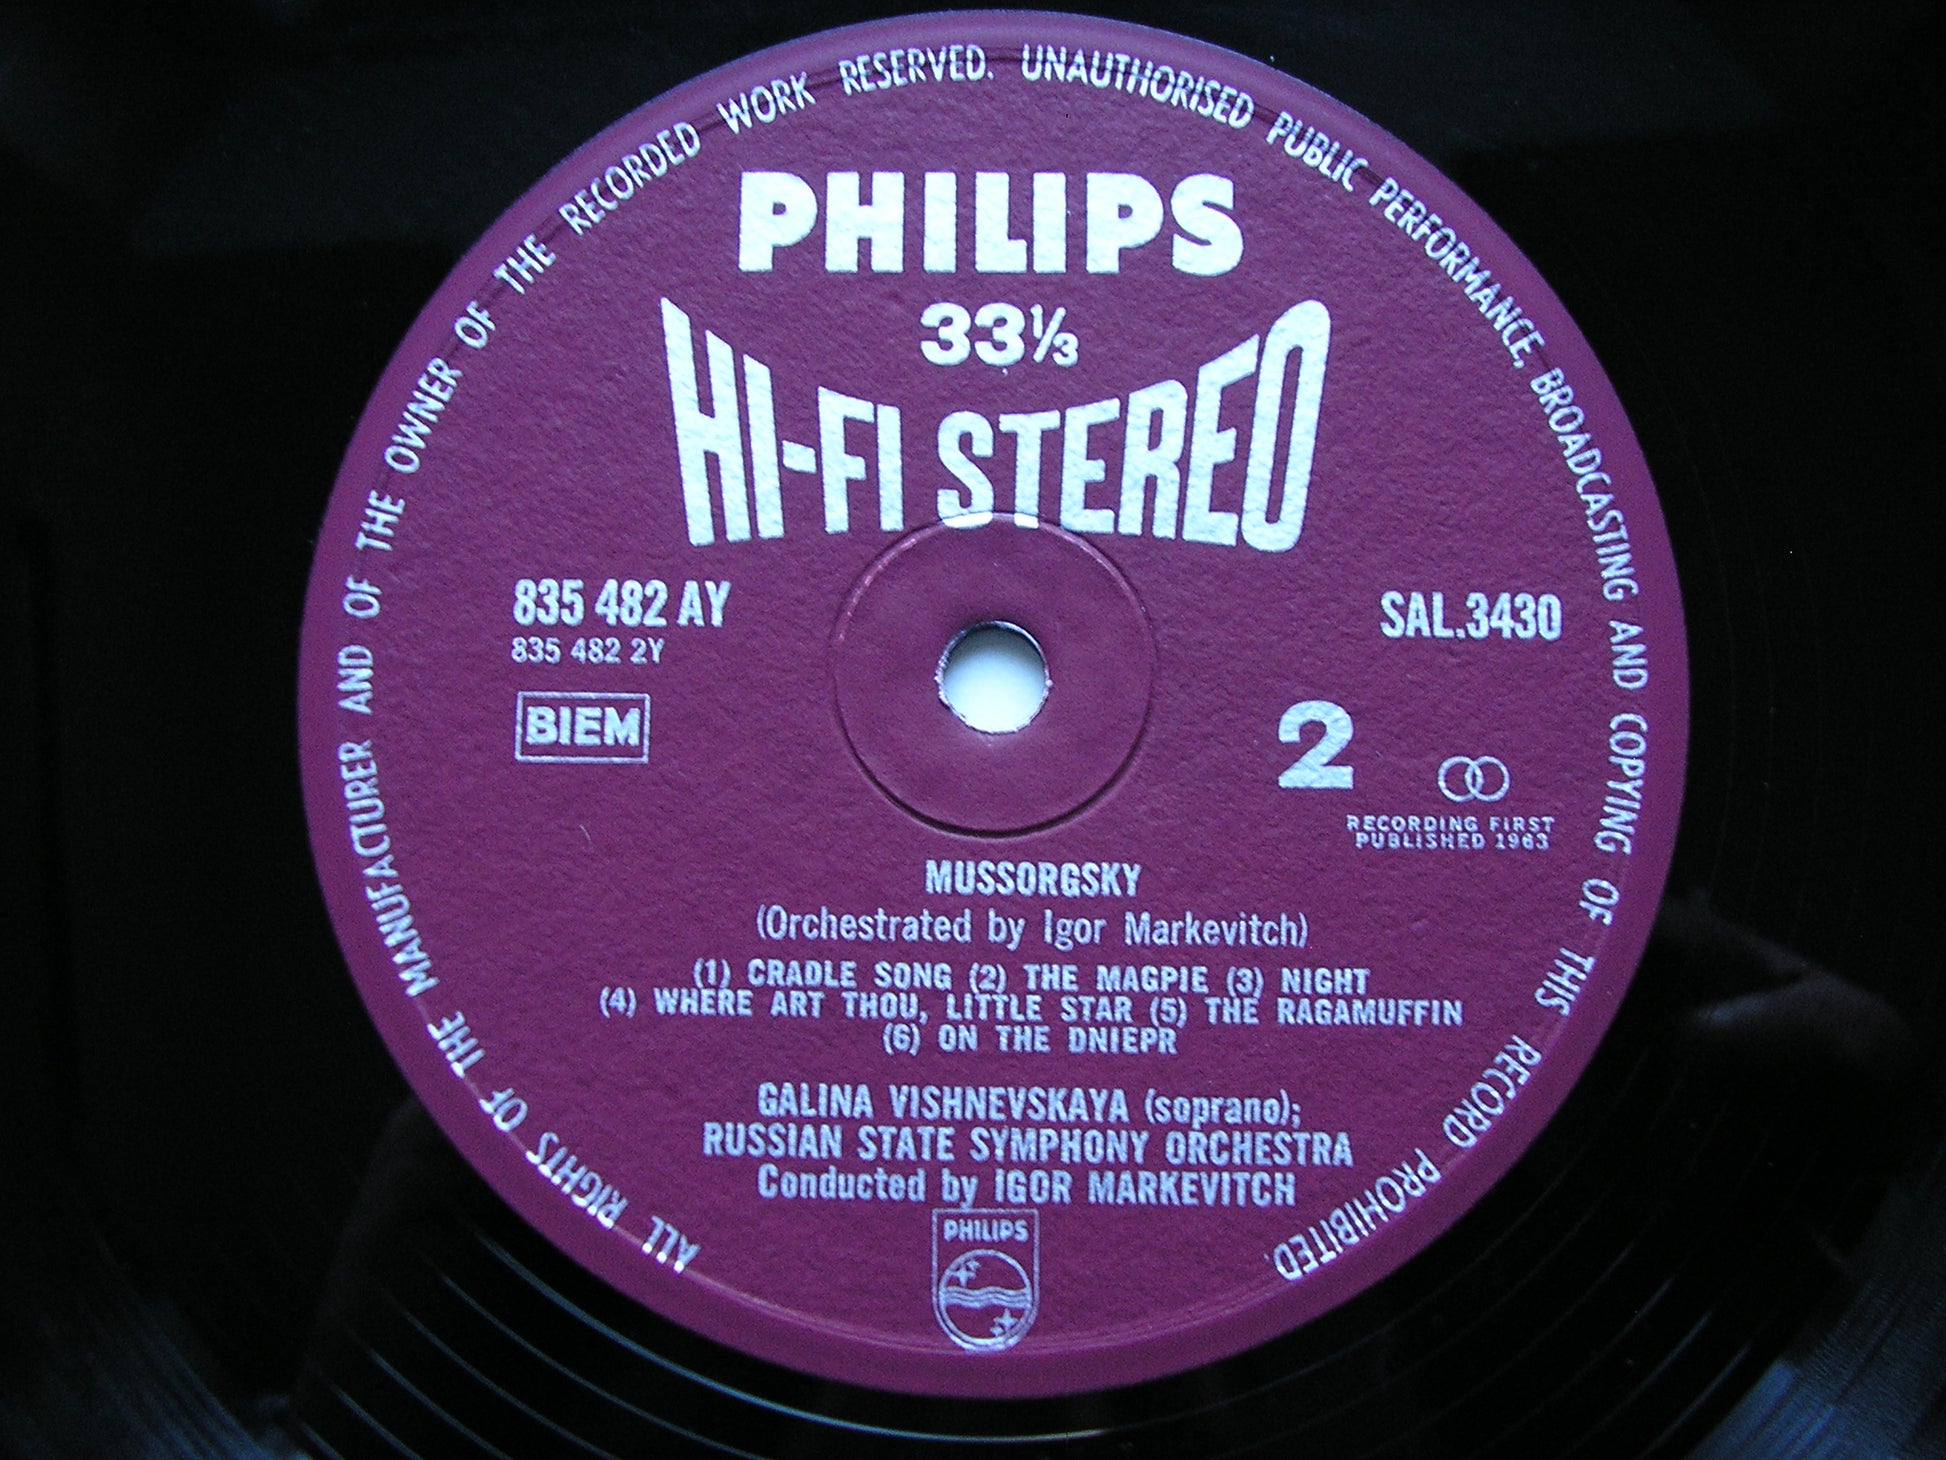 ALL RIGHTS OF THE MANUFACTURER AND OF THE OWNER OF THE RECORDED WORK RESERVED. UNAUTHORISED PUBLIC PERFORMANCE, BROADCASTING AND COPYING OF THIS RECORD PROHIBITED.
PHILIPS
33⅓
HI-FI STEREO
835 482 AY
SAL.3430
835 482 2Y
BIEM
2
RECORDING FIRST
PUBLISHED 1963
MUSSORGSKY
(Orchestrated by Igor Markevitch)
(1) CRADLE SONG (2) THE MAGPIE (3) NIGHT
(4) WHERE ART THOU, LITTLE STAR (5) THE RAGAMUFFIN
(6) ON THE DNIEPR
GALINA VISHNEVSKAYA (soprano);
RUSSIAN STATE SYMPHONY ORCHESTRA
Conducted by IGOR MARKEVITCH
PHILIPS